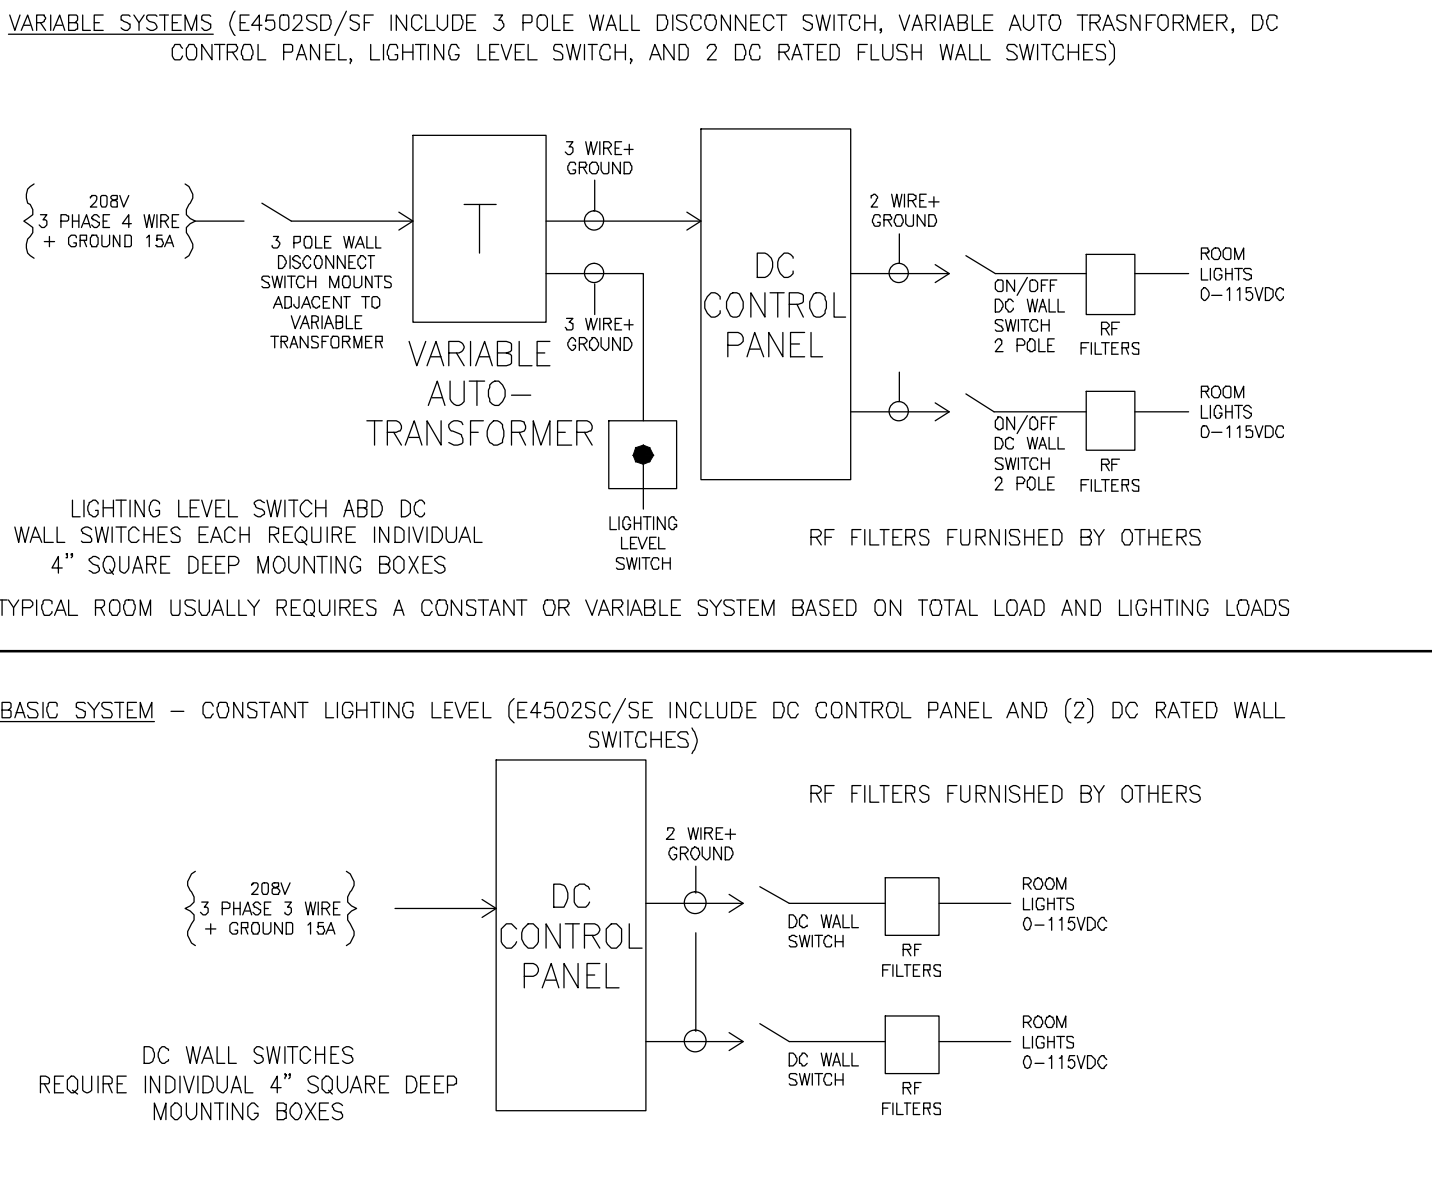 VARIABLE SYSTEMS (E4502SD/SF INCLUDE 3 POLE WALL DISCONNECT SWITCH, VARIABLE AUTO TRASNFORMER, DC
CONTROL PANEL, LIGHTING LEVEL SWITCH, AND 2 DC RATED FLUSH WALL SWITCHES)
208V
3 PHASE 4 WIRE
+ GROUND 15A
3 POLE WALL
DISCONNECT
SWITCH MOUNTS
ADJACENT TO
VARIABLE
TRANSFORMER
T
VARIABLE
AUTO-
TRANSFORMER
3 WIRE+
GROUND
3 WIRE+
GROUND
LIGHTING
LEVEL
SWITCH
DC
CONTROL
PANEL
2 WIRE+
GROUND
ON/OFF
DC WALL
SWITCH
2 POLE
RF
FILTERS
ROOM
LIGHTS
0-115VDC
ON/OFF
DC WALL
SWITCH
2 POLE
RF
FILTERS
ROOM
LIGHTS
0-115VDC
LIGHTING LEVEL SWITCH ABD DC
WALL SWITCHES EACH REQUIRE INDIVIDUAL
4" SQUARE DEEP MOUNTING BOXES
RF FILTERS FURNISHED BY OTHERS
TYPICAL ROOM USUALLY REQUIRES A CONSTANT OR VARIABLE SYSTEM BASED ON TOTAL LOAD AND LIGHTING LOADS
BASIC SYSTEM - CONSTANT LIGHTING LEVEL (E4502SC/SE INCLUDE DC CONTROL PANEL AND (2) DC RATED WALL
SWITCHES)
RF FILTERS FURNISHED BY OTHERS
208V
3 PHASE 3 WIRE
+ GROUND 15A
DC
CONTROL
PANEL
2 WIRE+
GROUND
DC WALL
SWITCH
RF
FILTERS
ROOM
LIGHTS
0-115VDC
DC WALL
SWITCH
RF
FILTERS
ROOM
LIGHTS
0-115VDC
DC WALL SWITCHES
REQUIRE INDIVIDUAL 4" SQUARE DEEP
MOUNTING BOXES